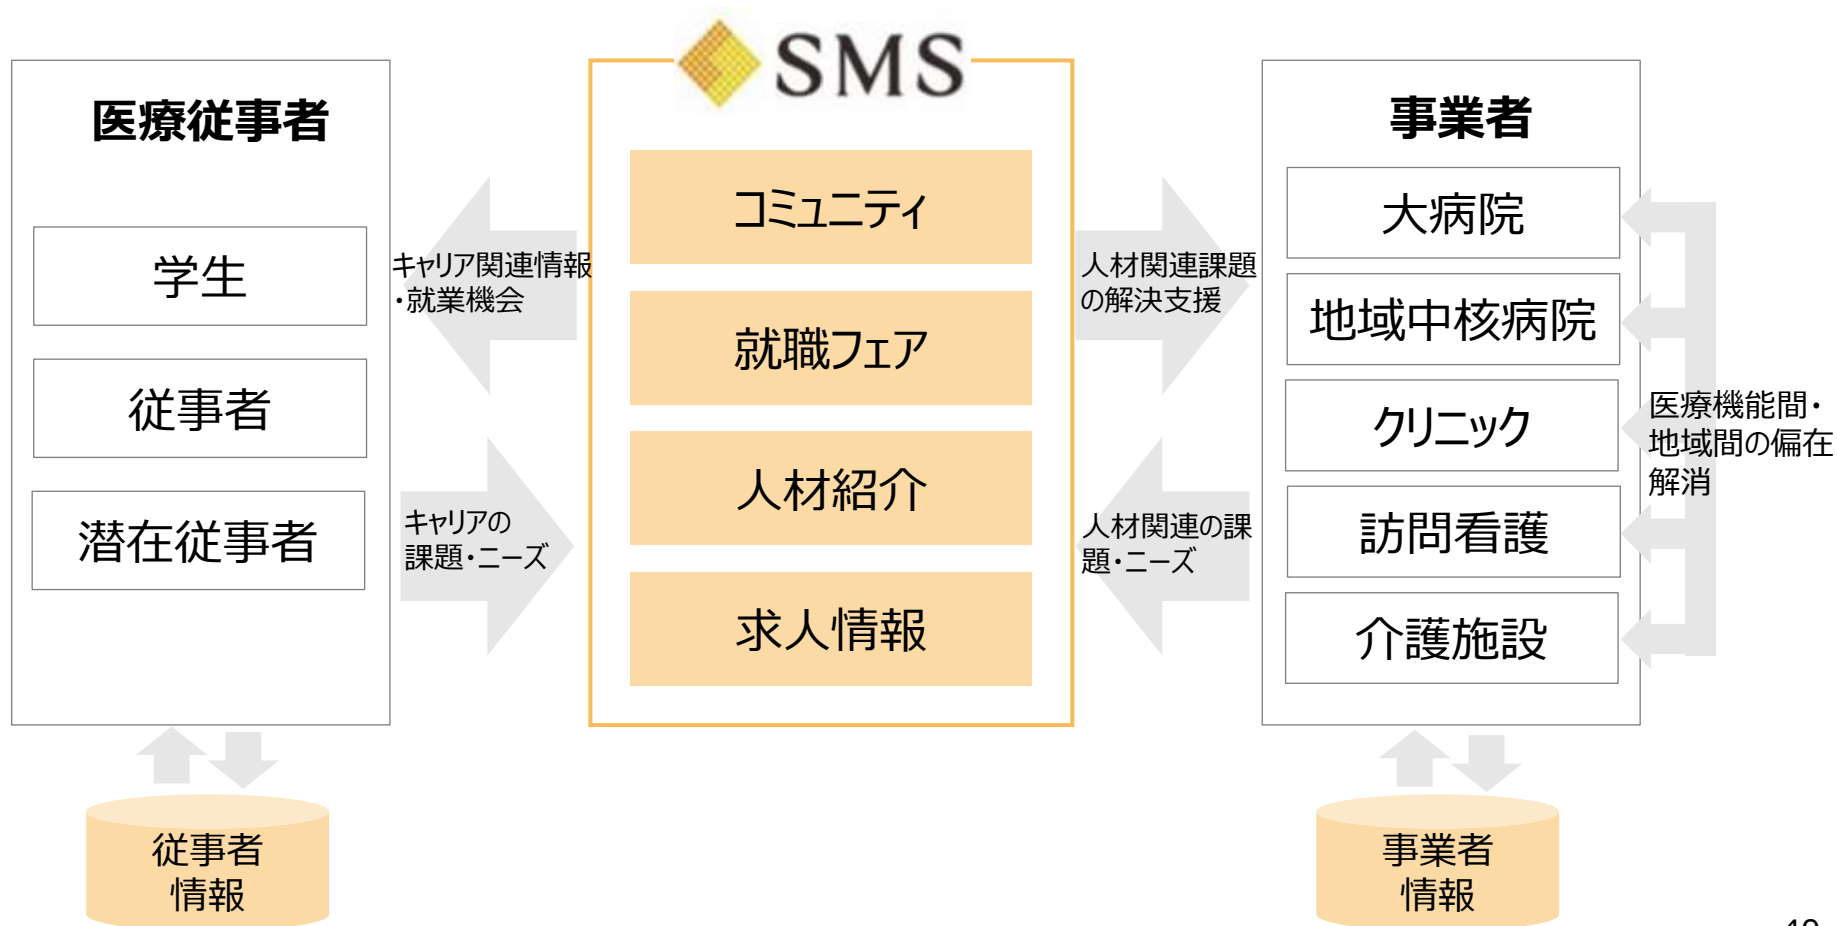 SMS
医療従事者
学生
従事者
潜在従事者
キャリア関連情報
・就業機会
キャリアの
課題・ニーズ
コミュニティ
就職フェア
人材紹介
求人情報
人材関連課題
の解決支援
人材関連の課
題・ニーズ
事業者
大病院
地域中核病院
クリニック
訪問看護
介護施設
医療機能間・
地域間の偏在
解消
従事者
情報
事業者
情報